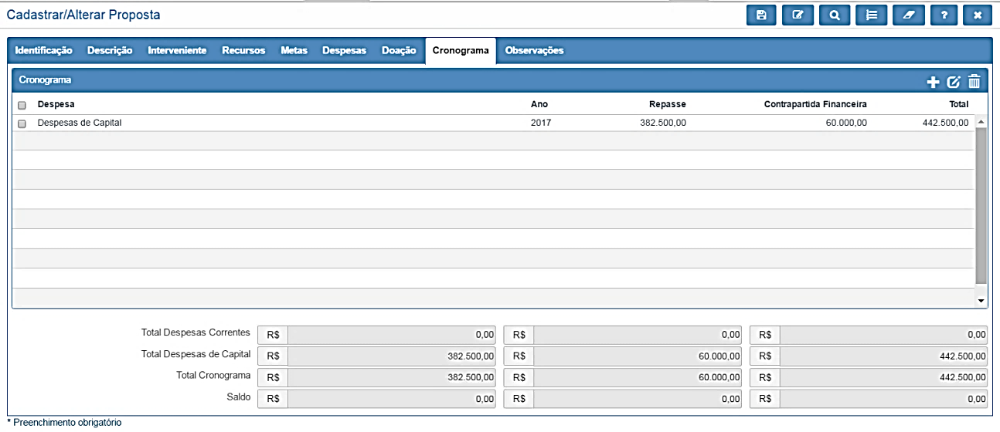 Cadastrar/Alterar Proposta ?
Identificação Descrição Interveniente Recursos Metas Despesas Doação Cronograma Observações
Cronograma
Despesa Ano Repasse Contrapartida Financeira Total
Despesas de Capital 2017 382.500,00 60.000,00 442.500,00
Total Despesas Correntes R$ 0,00 R$ 0,00 R$ 0,00
Total Despesas de Capital R$ 382.500,00 R$ 60.000,00 R$ 442.500,00
Total Cronograma R$ 382.500,00 R$ 60.000,00 R$ 442.500,00
Saldo R$ 0,00 R$ 0,00 R$ 0,00
* Preenchimento obrigatório